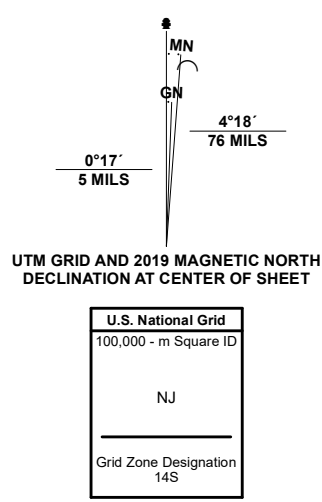 MN
GN
4°18´
76 MILS
0°17´
5 MILS
UTM GRID AND 2019 MAGNETIC NORTH
DECLINATION AT CENTER OF SHEET
U.S. National Grid
100,000 - m Square ID
NJ
Grid Zone Designation
14S